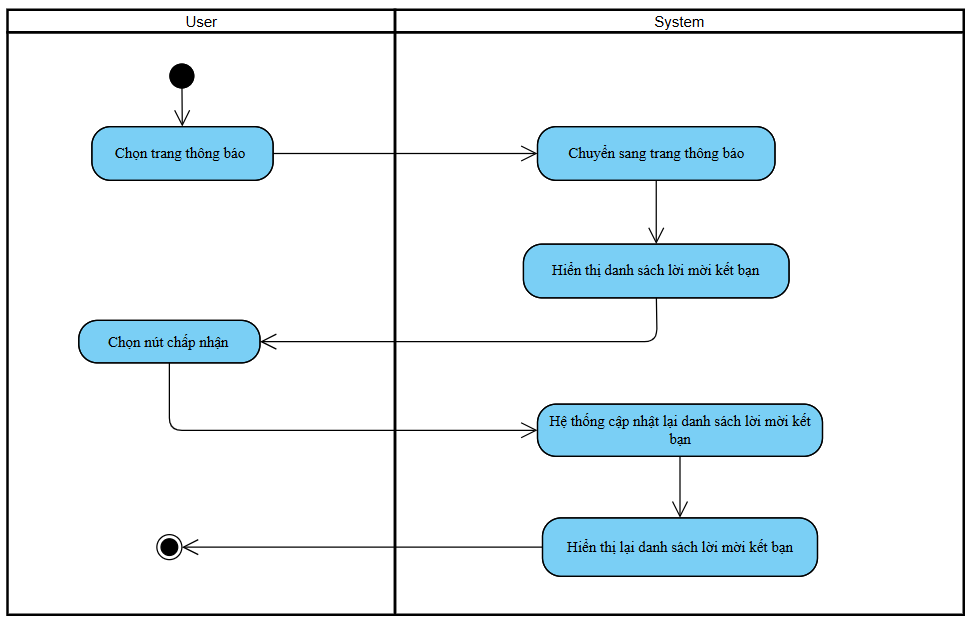 User
System
Chọn trang thông báo
Chuyển sang trang thông báo
Hiển thị danh sách lời mời kết bạn
Chọn nút chấp nhận
Hệ thống cập nhật lại danh sách lời mời kết
bạn
Hiển thị lại danh sách lời mời kết bạn